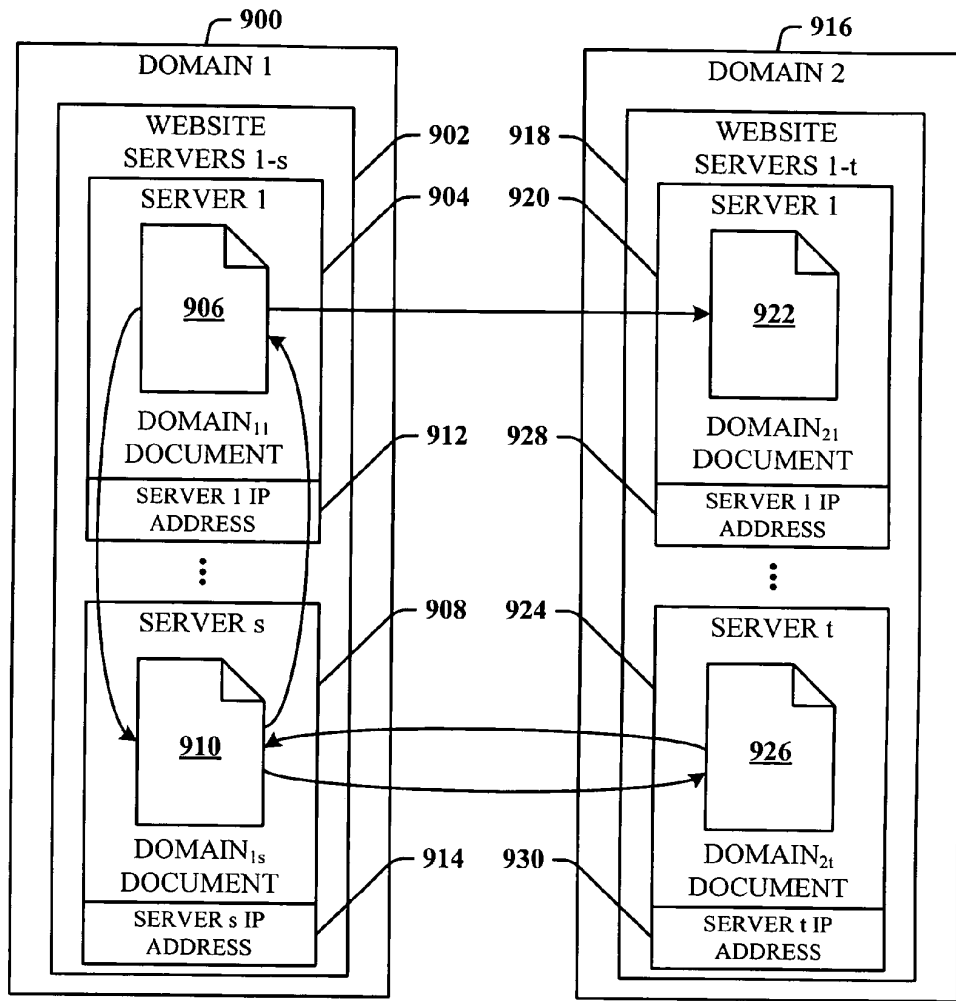 900
DOMAIN 1
WEBSITE
SERVERS 1-s
902
SERVER 1
904
906
DOMAIN11
DOCUMENT
912
SERVER 1 IP
ADDRESS
SERVER s
908
910
DOMAIN1s
DOCUMENT
914
SERVER s IP
ADDRESS
916
DOMAIN 2
WEBSITE
SERVERS 1-t
918
SERVER 1
920
922
DOMAIN21
DOCUMENT
928
SERVER 1 IP
ADDRESS
SERVER t
924
926
DOMAIN2t
DOCUMENT
930
SERVER t IP
ADDRESS